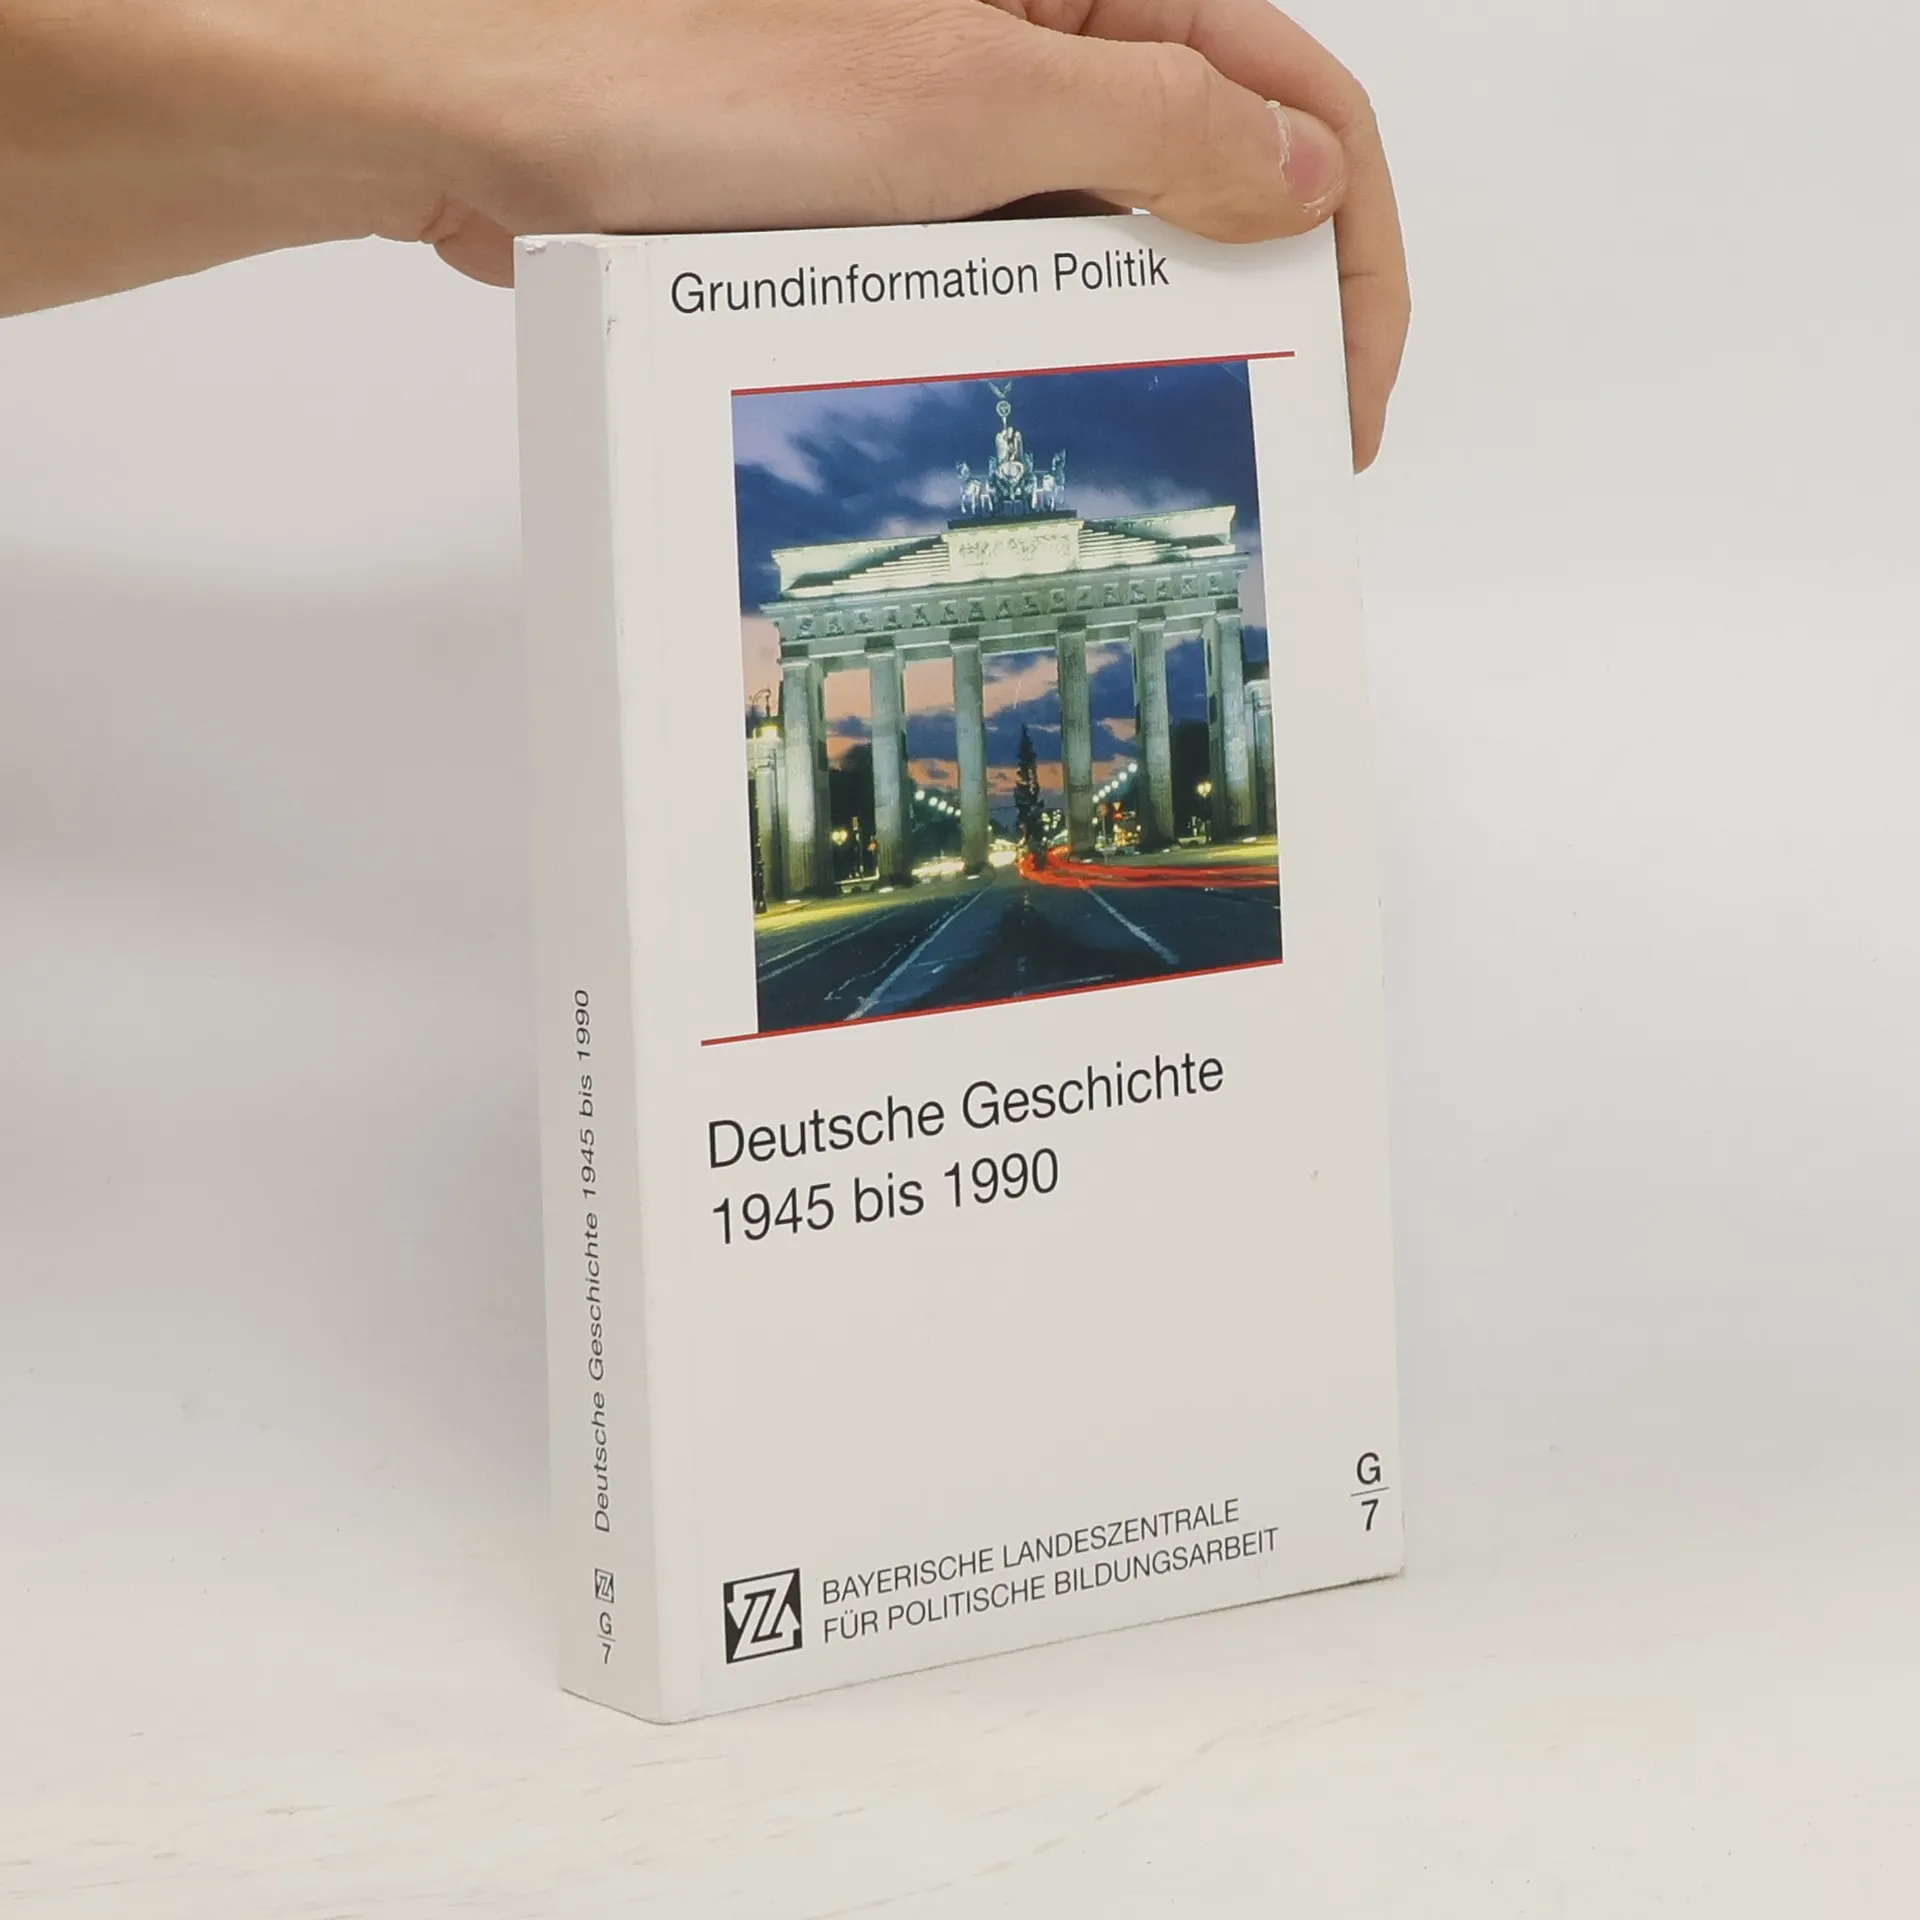 Grundinformation Politik
Deutsche Geschichte
1945 bis 1990
G
7
BAYERISCHE LANDESZENTRALE
FÜR POLITISCHE BILDUNGSARBEIT
Deutsche Geschichte 1945 bis 1990
G
7